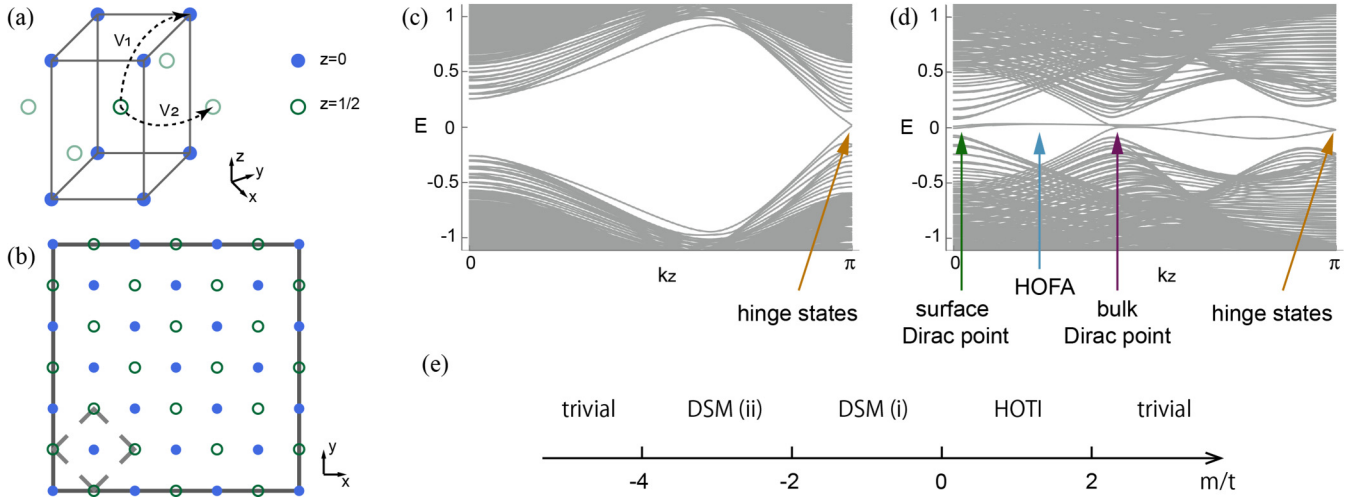 (a)
V1
V2
z=0
z=1/2
z
y
x
(b)
y
x
(c)
1
0.5
E 0
-0.5
-1
0 kz π
hinge states
(d)
1
0.5
E 0
-0.5
-1
0 kz π
HOFA
surface
Dirac point
bulk
Dirac point
hinge states
(e)
trivial DSM (ii) DSM (i) HOTI trivial
-4 -2 0 2 m/t